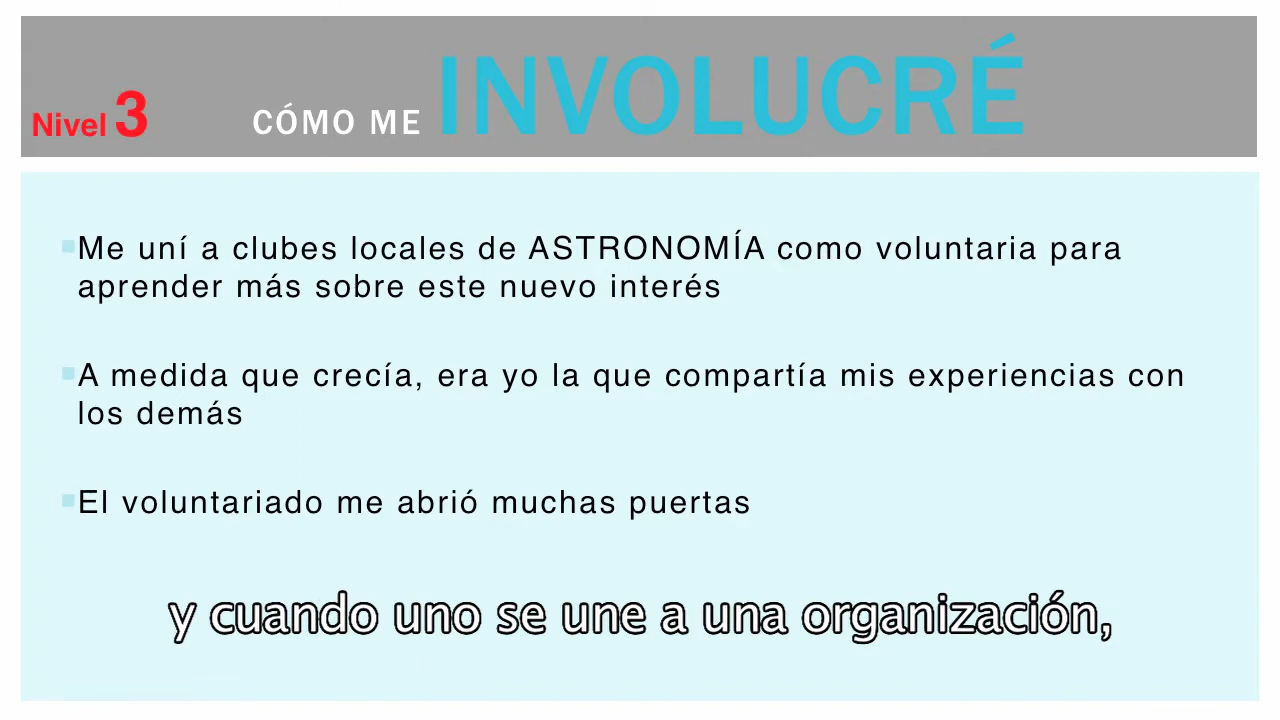 Nivel 3 CÓMO ME INVOLUCRÉ
Me uní a clubes locales de ASTRONOMÍA como voluntaria para
aprender más sobre este nuevo interés
A medida que crecía, era yo la que compartía mis experiencias con
los demás
El voluntariado me abrió muchas puertas
y cuando uno se une a una organización,